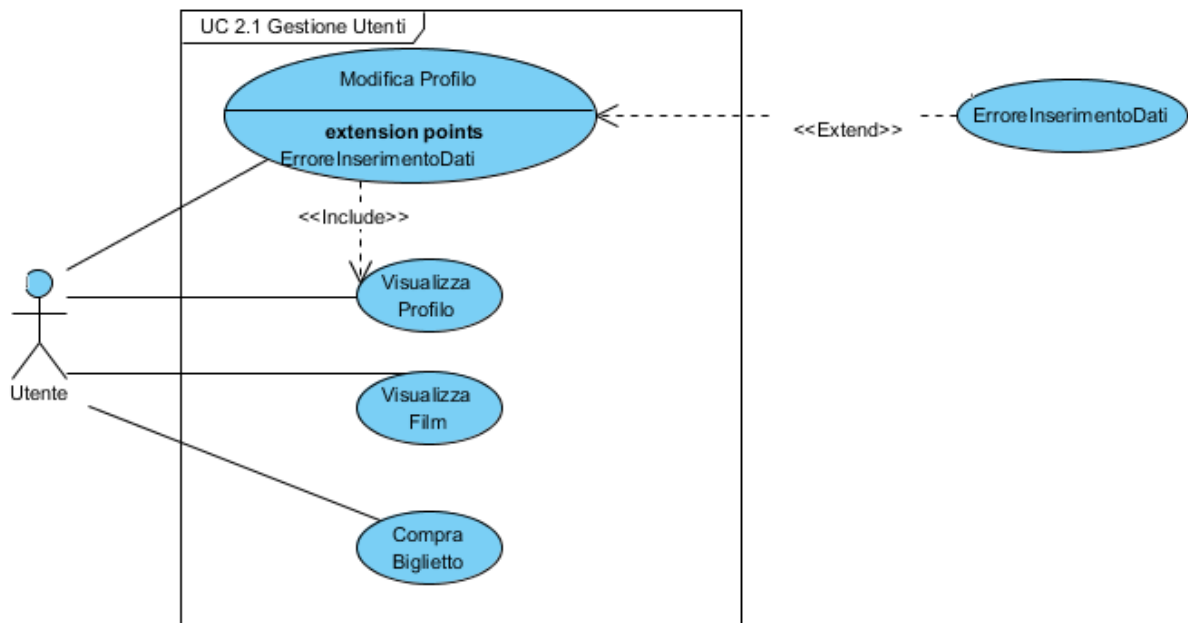 UC 2.1 Gestione Utenti
Modifica Profilo
extension points
ErroreInserimentoDati
<<Extend>>
ErroreInserimentoDati
<<Include>>
Visualizza
Profilo
Utente
Visualizza
Film
Compra
Biglietto